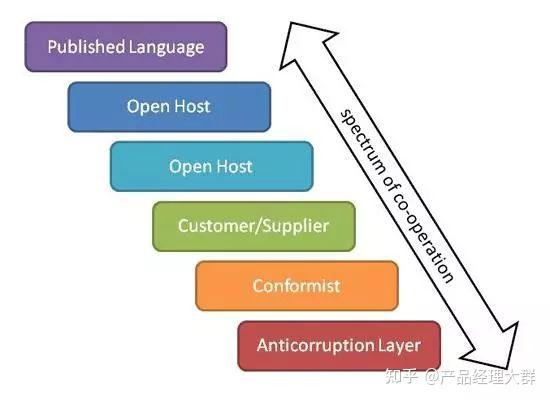 Published Language
Open Host
Open Host
Customer/Supplier
Conformist
Anticorruption Layer
spectrum of co-operation
知乎 @产品经理大群